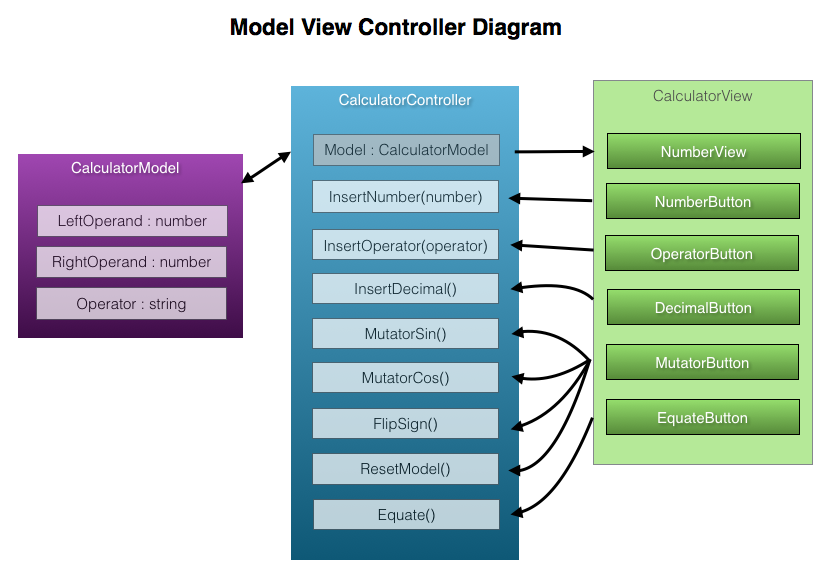 Model View Controller Diagram
CalculatorModel
LeftOperand : number
RightOperand : number
Operator : string
CalculatorController
Model : CalculatorModel
InsertNumber(number)
InsertOperator(operator)
InsertDecimal()
MutatorSin()
MutatorCos()
FlipSign()
ResetModel()
Equate()
CalculatorView
NumberView
NumberButton
OperatorButton
DecimalButton
MutatorButton
EquateButton